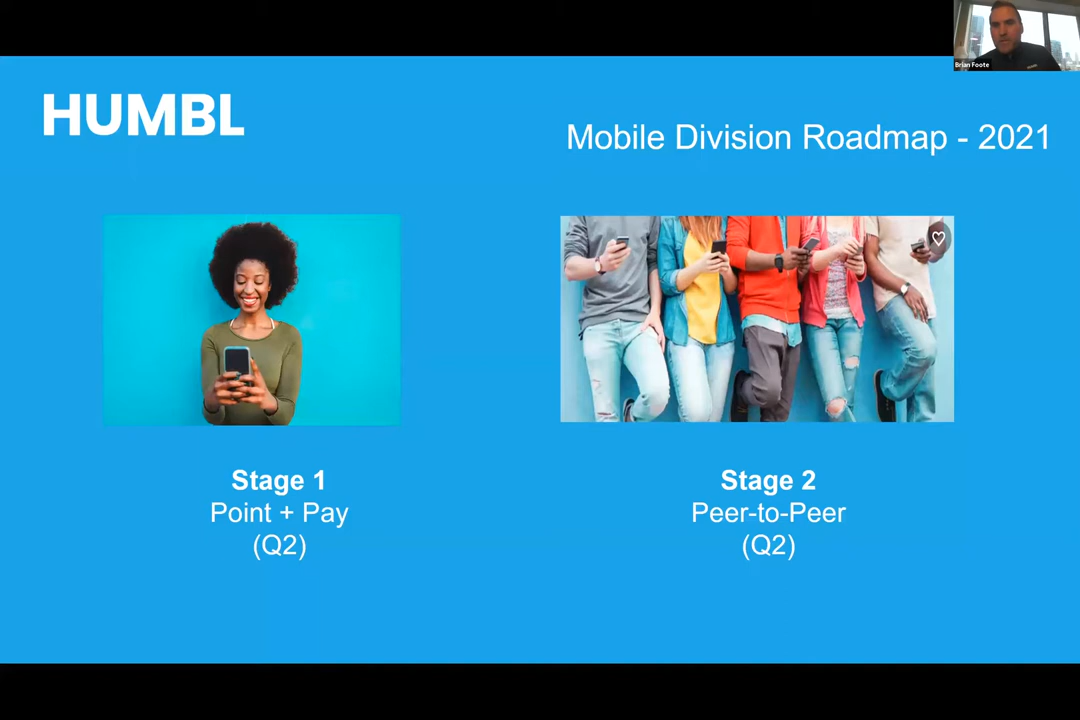 Brian Foote
HUMBL
Mobile Division Roadmap - 2021
Stage 1
Point + Pay
(Q2)
Stage 2
Peer-to-Peer
(Q2)